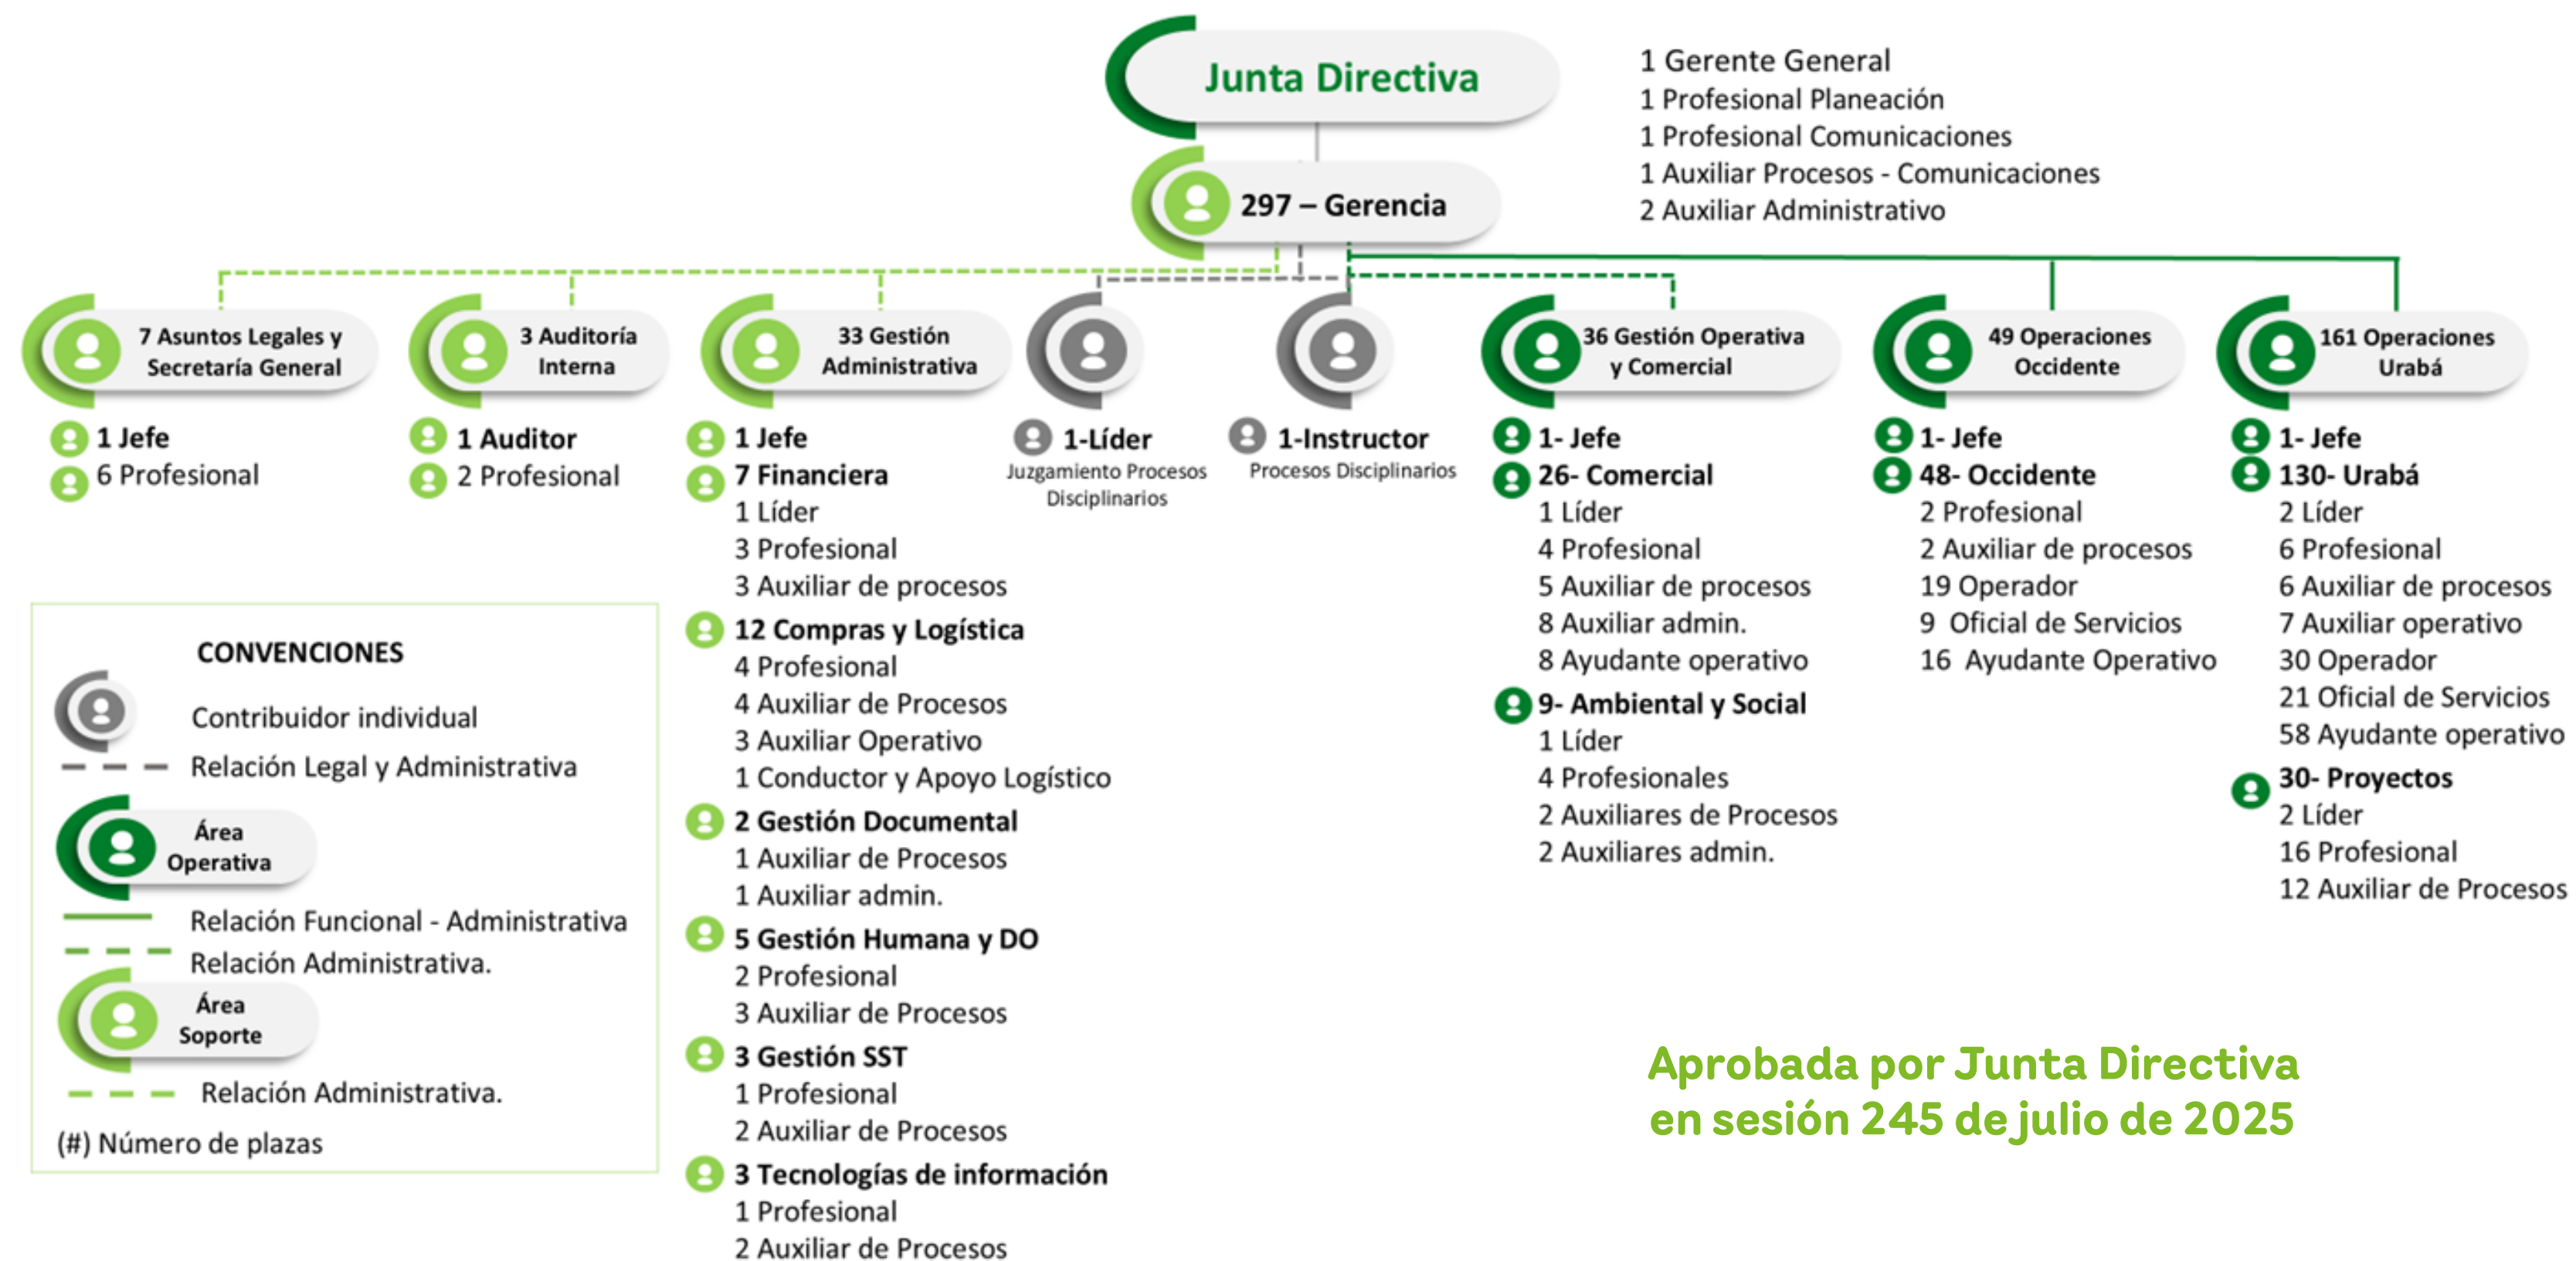 Junta Directiva
297 – Gerencia
1 Gerente General
1 Profesional Planeación
1 Profesional Comunicaciones
1 Auxiliar Procesos - Comunicaciones
2 Auxiliar Administrativo
7 Asuntos Legales y
Secretaría General
1 Jefe
6 Profesional
3 Auditoría
Interna
1 Auditor
2 Profesional
33 Gestión
Administrativa
1 Jefe
7 Financiera
1 Líder
3 Profesional
3 Auxiliar de procesos
12 Compras y Logística
4 Profesional
4 Auxiliar de Procesos
3 Auxiliar Operativo
1 Conductor y Apoyo Logístico
2 Gestión Documental
1 Auxiliar de Procesos
1 Auxiliar admin.
5 Gestión Humana y DO
2 Profesional
3 Auxiliar de Procesos
3 Gestión SST
1 Profesional
2 Auxiliar de Procesos
3 Tecnologías de información
1 Profesional
2 Auxiliar de Procesos
1-Líder
Juzgamiento Procesos
Disciplinarios
1-Instructor
Procesos Disciplinarios
36 Gestión Operativa
y Comercial
1- Jefe
26- Comercial
1 Líder
4 Profesional
5 Auxiliar de procesos
8 Auxiliar admin.
8 Ayudante operativo
9- Ambiental y Social
1 Líder
4 Profesionales
2 Auxiliares de Procesos
2 Auxiliares admin.
49 Operaciones
Occidente
1- Jefe
48- Occidente
2 Profesional
2 Auxiliar de procesos
19 Operador
9 Oficial de Servicios
16 Ayudante Operativo
161 Operaciones
Urabá
1- Jefe
130- Urabá
2 Líder
6 Profesional
6 Auxiliar de procesos
7 Auxiliar operativo
30 Operador
21 Oficial de Servicios
58 Ayudante operativo
30- Proyectos
2 Líder
16 Profesional
12 Auxiliar de Procesos
CONVENCIONES
Contribuidor individual
Relación Legal y Administrativa
Área
Operativa
Relación Funcional - Administrativa
Relación Administrativa.
Área
Soporte
Relación Administrativa.
(#) Número de plazas
Aprobada por Junta Directiva
en sesión 245 de julio de 2025